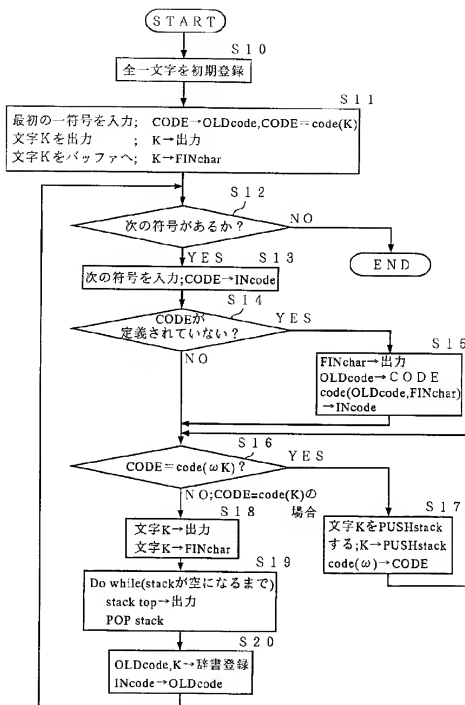 START
S10
全一文字を初期登録
S11
最初の一符号を入力; CODE→OLDcode,CODE=code(K)
文字Kを出力 K→出力
文字Kをバッファへ; K→FINchar
S12
次の符号があるか?
NO
YES
END
S13
次の符号を入力;CODE→INcode
S14
CODEが
定義されていない?
YES
NO
S15
FINchar→出力
OLDcode→CODE
code(OLDcode,FINchar)
→INcode
S16
CODE=code(ωK)?
YES
NO;CODE=code(K)の
場合
S17
文字KをPUSHstack
する;K→PUSHstack
code(ω)→CODE
S18
文字K→出力
文字K→FINchar
S19
Do while(stackが空になるまで)
stack top→出力
POP stack
S20
OLDcode,K→辞書登録
INcode→OLDcode